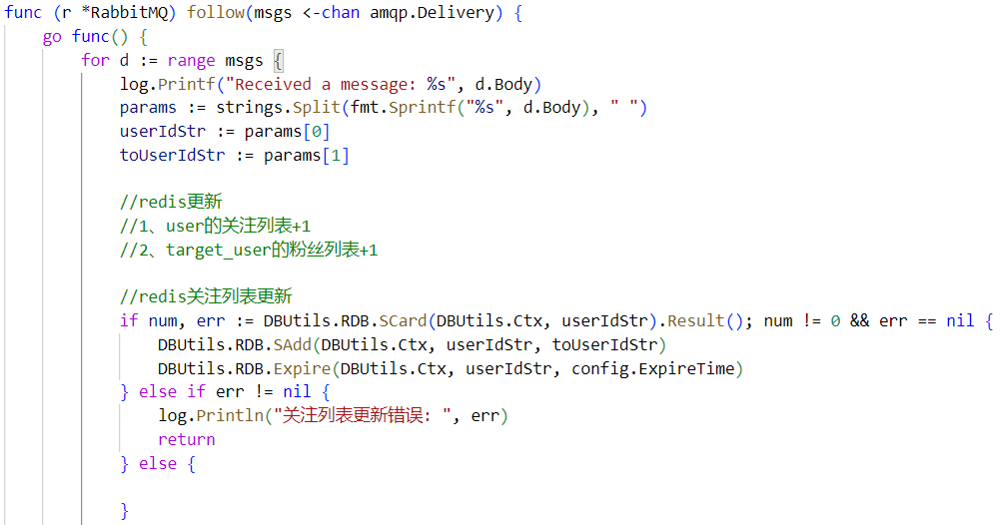 func (r *RabbitMQ) follow(msgs <-chan amqp.Delivery) {
    go func() {
        for d := range msgs {
            log.Printf("Received a message: %s", d.Body)
            params := strings.Split(fmt.Sprintf("%s", d.Body), " ")
            userIdStr := params[0]
            toUserIdStr := params[1]

            //redis更新
            //1、user的关注列表+1
            //2、target_user的粉丝列表+1

            //redis关注列表更新
            if num, err := DBUtils.RDB.SCard(DBUtils.Ctx, userIdStr).Result(); num != 0 && err == nil {
                DBUtils.RDB.SAdd(DBUtils.Ctx, userIdStr, toUserIdStr)
                DBUtils.RDB.Expire(DBUtils.Ctx, userIdStr, config.ExpireTime)
            } else if err != nil {
                log.Println("关注列表更新错误: ", err)
                return
            } else {

            }